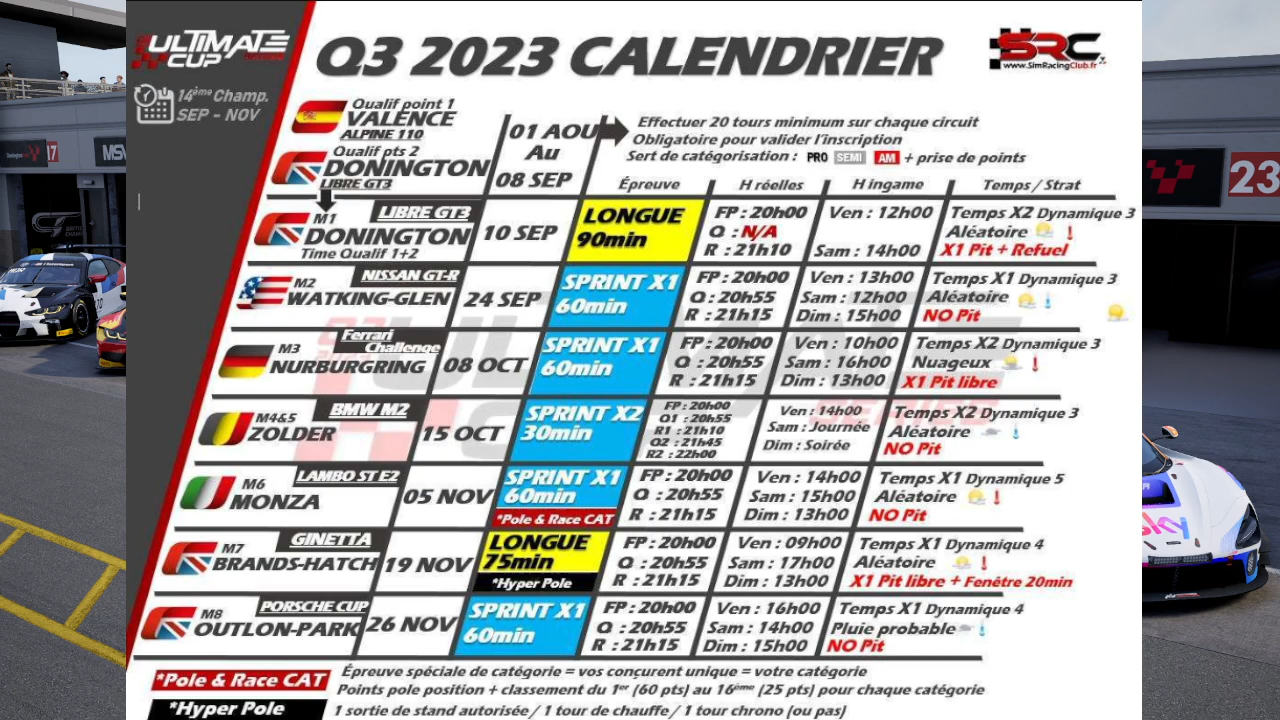 ULTIMATE
CUP
Q3 2023 CALENDRIER
SRC
www.SimRacingClub.fr
14ème Champ.
SEP - NOV
Qualif point 1
VALENCE
ALPINE 110
Qualif pts 2
DONINGTON
LIBRE GT3
01 AOU
Au
08 SEP
Effectuer 20 tours minimum sur chaque circuit
Obligatoire pour valider l'inscription
Sert de catégorisation : PRO SEMI AM + prise de points
Épreuve H réelles H ingame Temps / Strat
M1 LIBRE GT3
DONINGTON
Time Qualif 1+2
10 SEP
LONGUE
90min
FP : 20h00
Q : N/A
R : 21h10
Ven : 12h00
Sam : 14h00
Temps X2 Dynamique 3
Aléatoire
X1 Pit + Refuel
M2 NISSAN GT-R
WATKING-GLEN
24 SEP
SPRINT X1
60min
FP : 20h00
Q : 20h55
R : 21h15
Ven : 13h00
Sam : 12h00
Dim : 15h00
Temps X1 Dynamique 3
Aléatoire
NO Pit
M3 Ferrari
Challenge
NURBURGRING
08 OCT
SPRINT X1
60min
FP : 20h00
Q : 20h55
R : 21h15
Ven : 10h00
Sam : 16h00
Dim : 13h00
Temps X2 Dynamique 3
Nuageux
X1 Pit libre
M4&5 BMW M2
ZOLDER
15 OCT
SPRINT X2
30min
FP : 20h00
Q1 : 20h55
R1 : 21h10
Q2 : 21h45
R2 : 22h00
Ven : 14h00
Sam : Journée
Dim : Soirée
Temps X2 Dynamique 3
Aléatoire
NO Pit
M6 LAMBO ST E2
MONZA
05 NOV
SPRINT X1
60min
*Pole & Race CAT
FP : 20h00
Q : 20h55
R : 21h15
Ven : 14h00
Sam : 15h00
Dim : 13h00
Temps X1 Dynamique 5
Aléatoire
NO Pit
M7 GINETTA
BRANDS-HATCH
19 NOV
LONGUE
75min
*Hyper Pole
FP : 20h00
Q : 20h55
R : 21h15
Ven : 09h00
Sam : 17h00
Dim : 13h00
Temps X1 Dynamique 4
Aléatoire
X1 Pit libre + Fenêtre 20min
M8 PORSCHE CUP
OUTLON-PARK
26 NOV
SPRINT X1
60min
FP : 20h00
Q : 20h55
R : 21h15
Ven : 16h00
Sam : 14h00
Dim : 15h00
Temps X1 Dynamique 4
Pluie probable
NO Pit
*Pole & Race CAT
Épreuve spéciale de catégorie = vos conçurent unique = votre catégorie
Points pole position + classement du 1er (60 pts) au 16ème (25 pts) pour chaque catégorie
*Hyper Pole
1 sortie de stand autorisée / 1 tour de chauffe / 1 tour chrono (ou pas)
17
MSV
23
sky